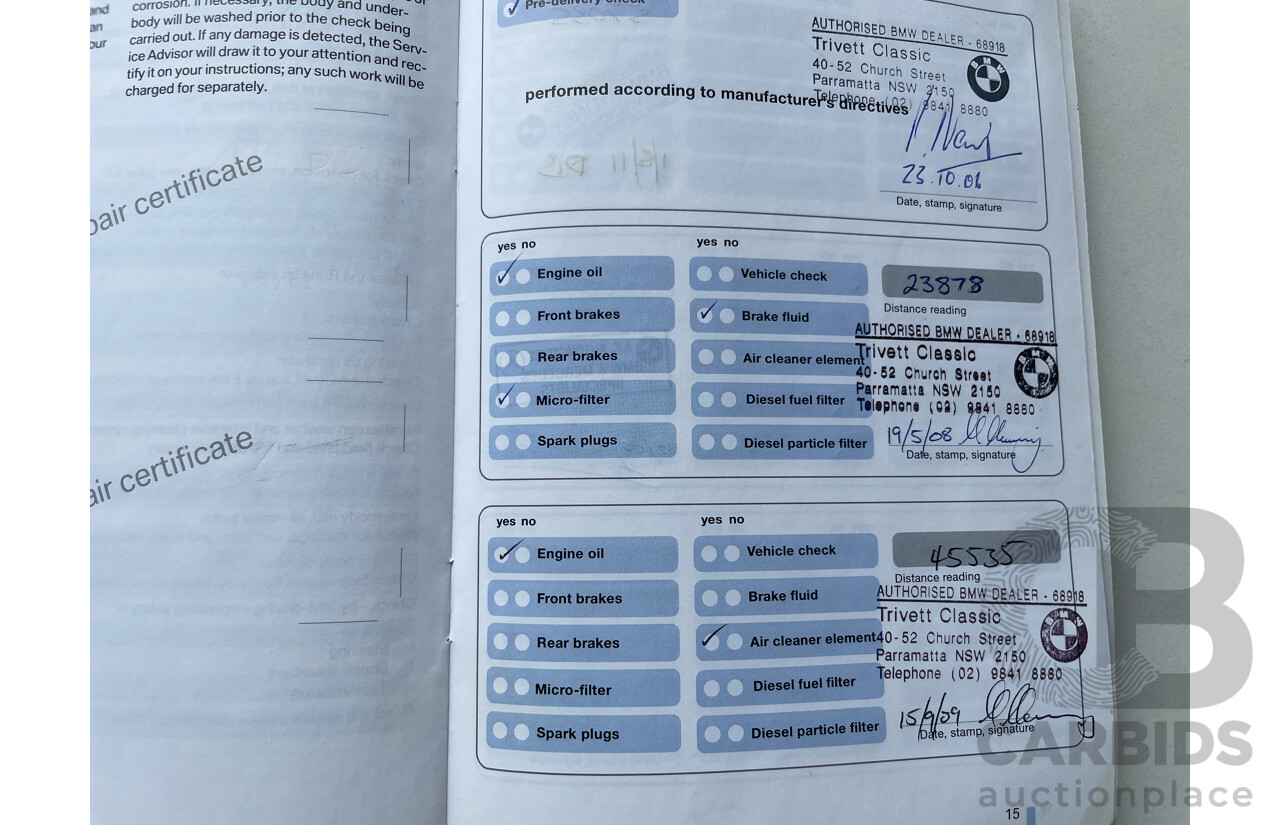 and
an
our
corrosion. If necessary, the body and under-
body will be washed prior to the check being
carried out. If any damage is detected, the Serv-
ice Advisor will draw it to your attention and rec-
tify it on your instructions; any such work will be
charged for separately.
pair certificate
air certificate
Pre-delivery check
performed according to manufacturer's directives
AUTHORISED BMW DEALER - 68918
Trivett Classic
40-52 Church Street
Parramatta NSW 2150
Telephone (02) 9841 8880
BMW
23.10.06
Date, stamp, signature
yes no
Engine oil
Front brakes
Rear brakes
Micro-filter
Spark plugs
yes no
Vehicle check
Brake fluid
Air cleaner element
Diesel fuel filter
Diesel particle filter
23878
Distance reading
AUTHORISED BMW DEALER - 68918
Trivett Classic
40-52 Church Street
Parramatta NSW 2150
Telephone (02) 9841 8880
BMW
19/5/08
Date, stamp, signature
yes no
Engine oil
Front brakes
Rear brakes
Micro-filter
Spark plugs
yes no
Vehicle check
Brake fluid
Air cleaner element
Diesel fuel filter
Diesel particle filter
45535
Distance reading
AUTHORISED BMW DEALER - 68918
Trivett Classic
40-52 Church Street
Parramatta NSW 2150
Telephone (02) 9841 8880
BMW
15/9/09
Date, stamp, signature
15
CARBIDS
auctionplace